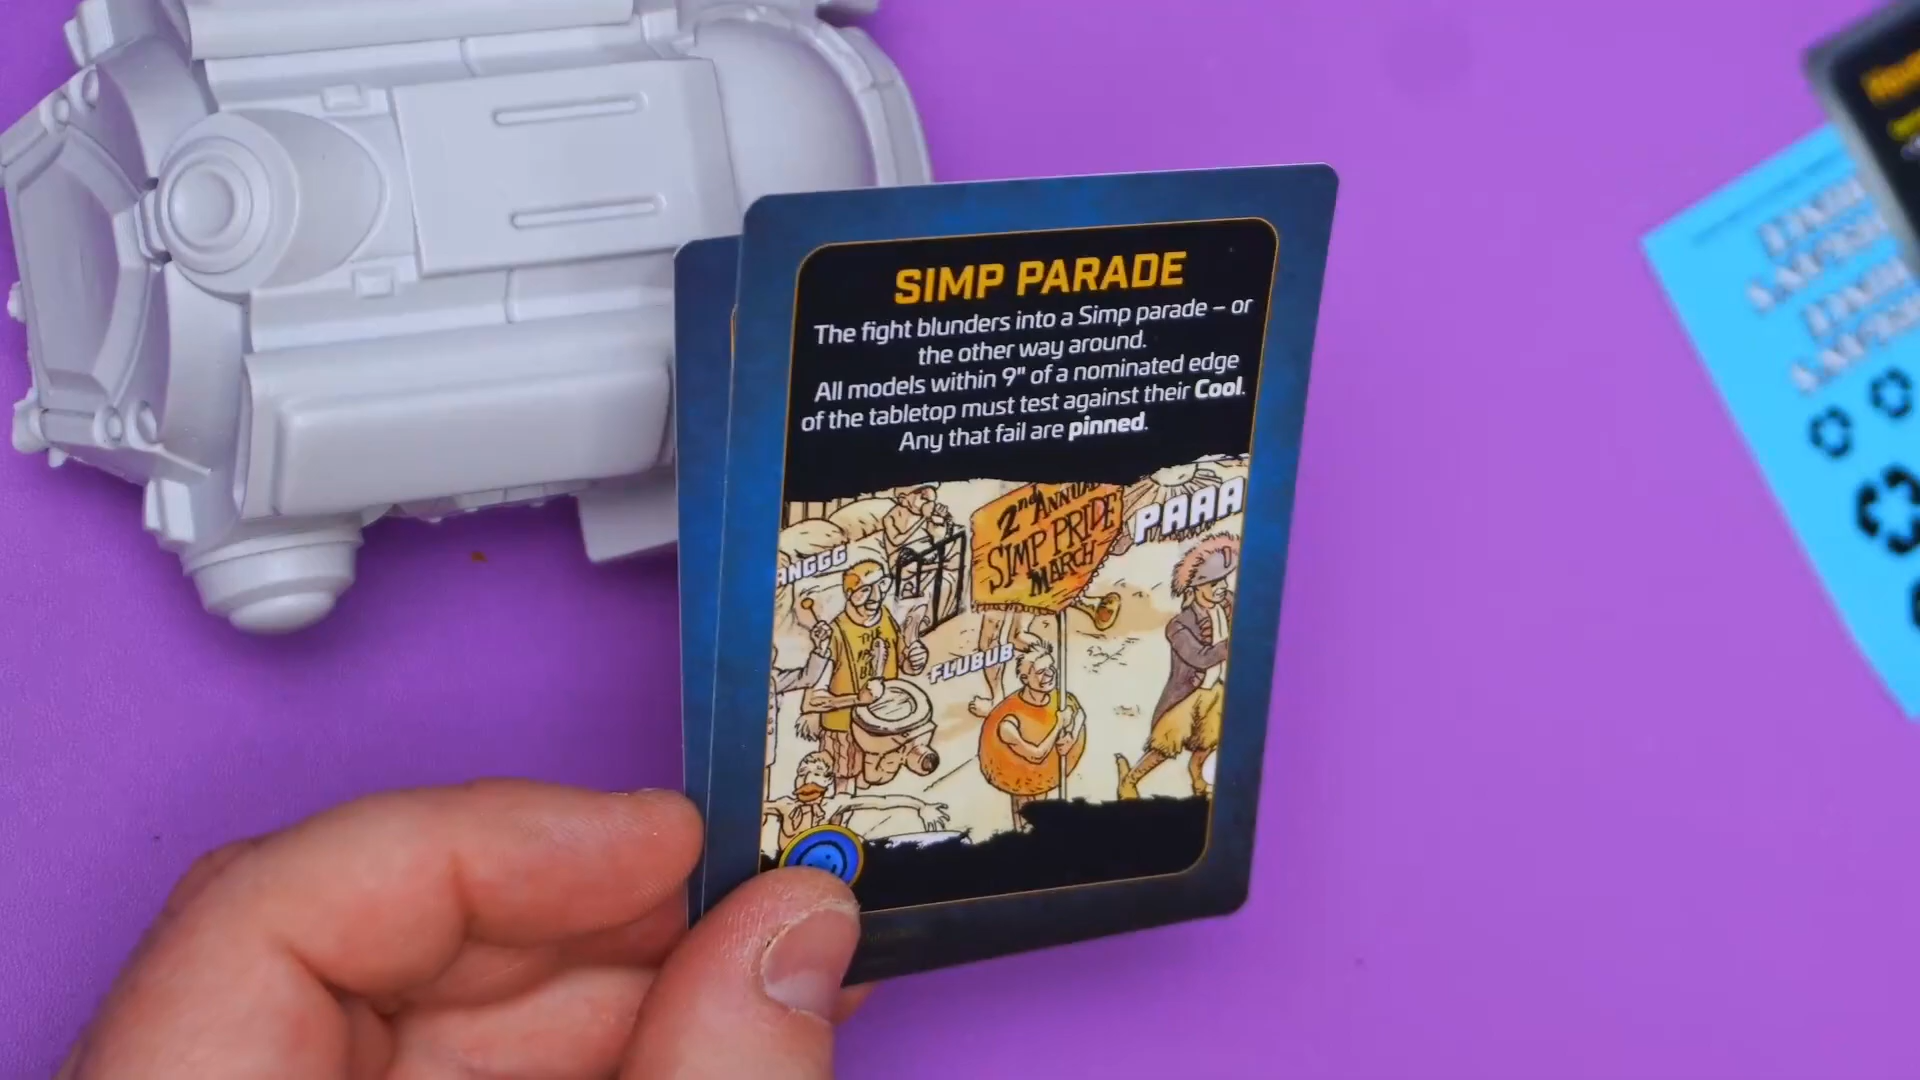 SIMP PARADE
The fight blunders into a Simp parade – or
the other way around.
All models within 9" of a nominated edge
of the tabletop must test against their Cool.
Any that fail are pinned.
2nd ANNUAL
SIMP PRIDE
MARCH
PAAA
ANGGG
THE
FLUBUB